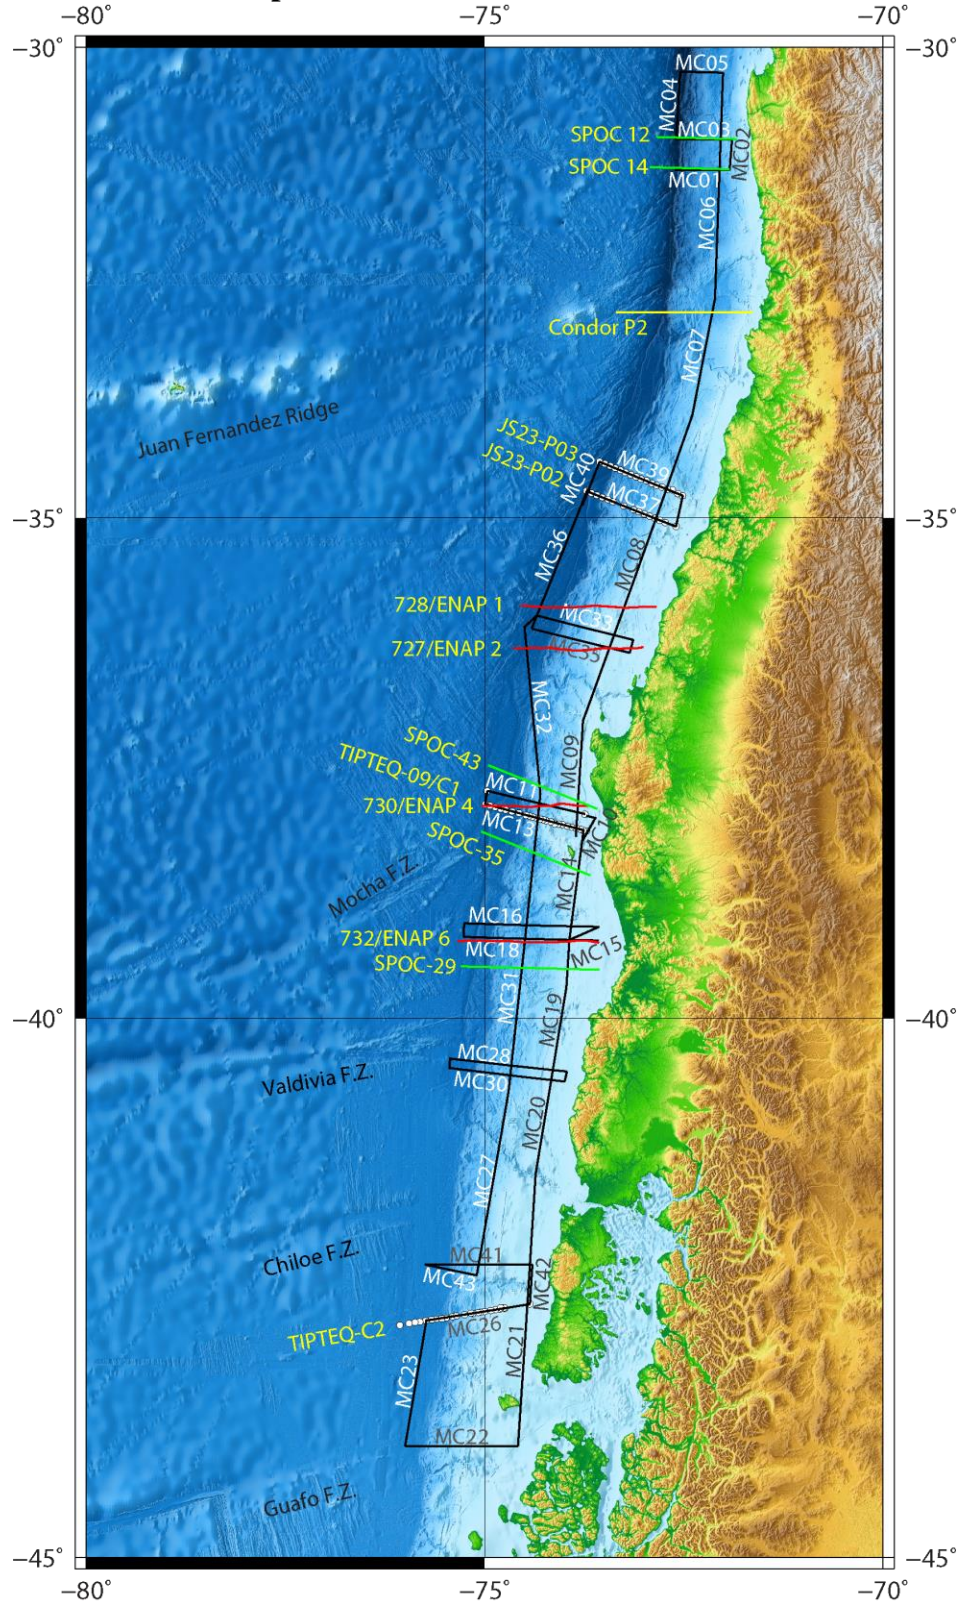 −80°
−75°
−70°
−30°
−30°
MC05
MC04
SPOC 12
MC03
MC02
SPOC 14
MC01
MC06
Condor P2
MC07
Juan Fernandez Ridge
JS23-P03
JS23-P02
MC40
MC39
MC37
−35°
−35°
MC36
MC08
728/ENAP 1
MC33
727/ENAP 2
MC35
MC32
SPOC-43
MC09
TIPTEQ-09/C1
MC11
730/ENAP 4
MC13
SPOC-35
MC14
Mocha F.Z.
MC16
732/ENAP 6
MC18
MC15
SPOC-29
MC31
MC19
−40°
−40°
MC28
Valdivia F.Z.
MC30
MC20
MC27
Chiloe F.Z.
MC41
MC43
MC42
TIPTEQ-C2
MC26
MC21
MC23
MC22
Guafo F.Z.
−45°
−45°
−80°
−75°
−70°